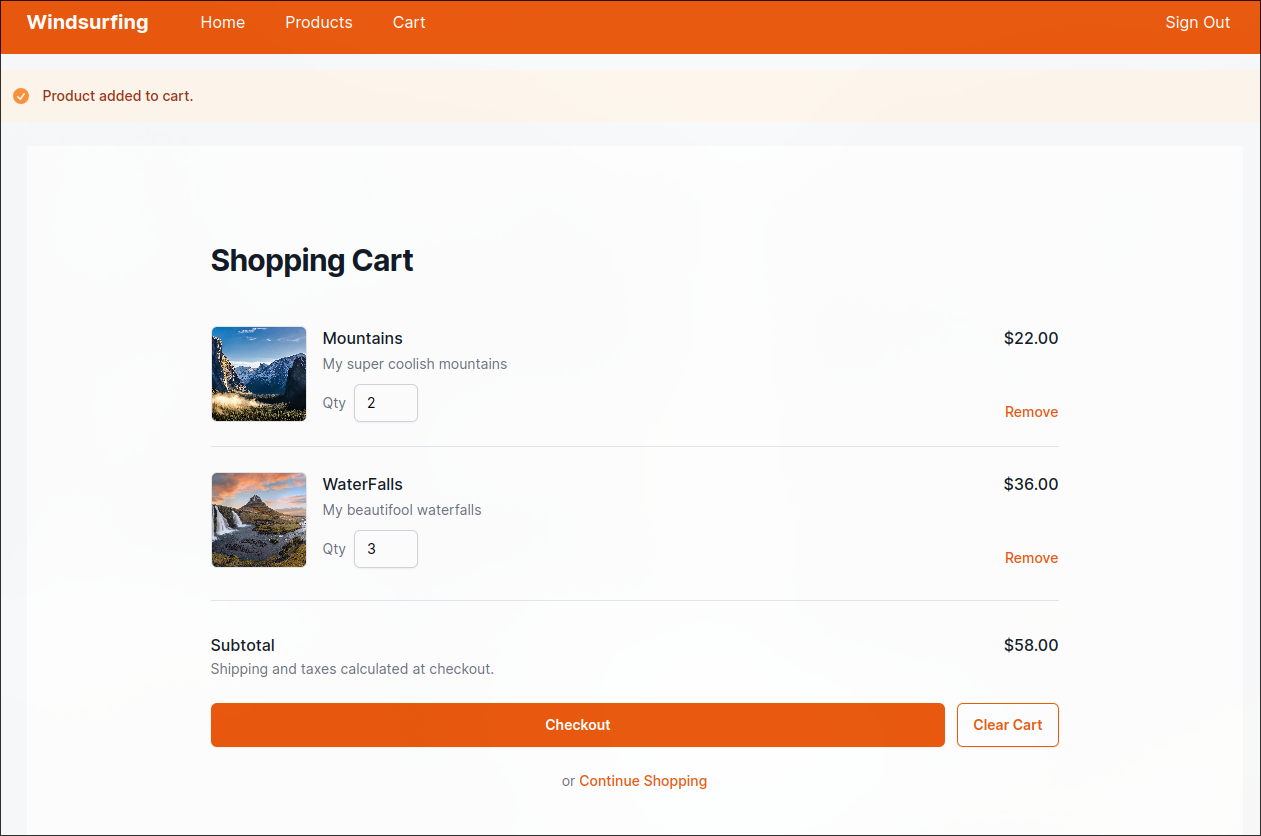 Windsurfing Home Products Cart Sign Out
Product added to cart.
Shopping Cart
Mountains $22.00
My super coolish mountains
Qty 2
Remove
WaterFalls $36.00
My beautifool waterfalls
Qty 3
Remove
Subtotal $58.00
Shipping and taxes calculated at checkout.
Checkout Clear Cart
or Continue Shopping